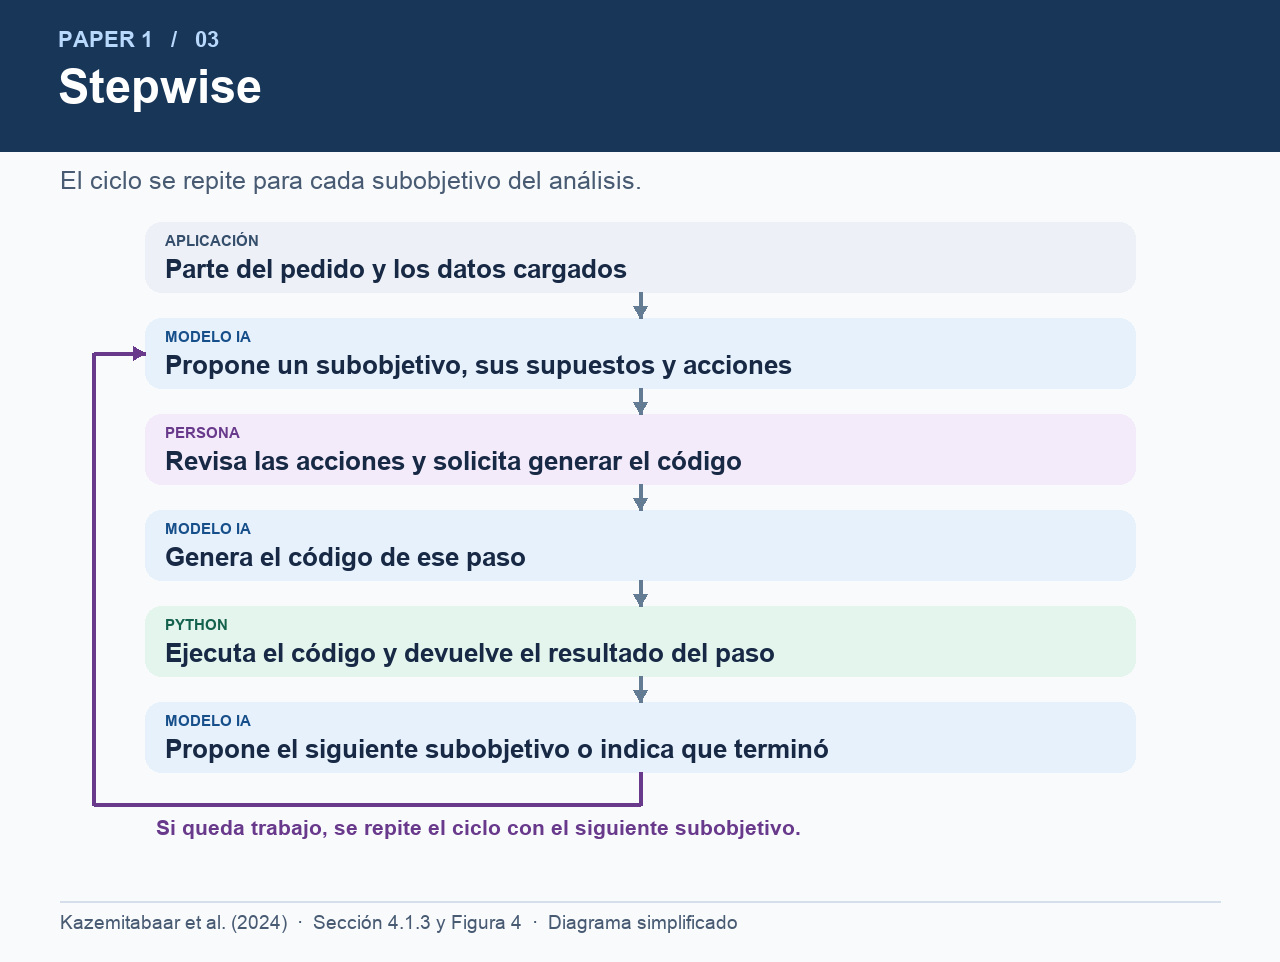 PAPER 1 / 03
Stepwise
El ciclo se repite para cada subobjetivo del análisis.
APLICACIÓN
Parte del pedido y los datos cargados
MODELO IA
Propone un subobjetivo, sus supuestos y acciones
PERSONA
Revisa las acciones y solicita generar el código
MODELO IA
Genera el código de ese paso
PYTHON
Ejecuta el código y devuelve el resultado del paso
MODELO IA
Propone el siguiente subobjetivo o indica que terminó
Si queda trabajo, se repite el ciclo con el siguiente subobjetivo.
Kazemitabaar et al. (2024) · Sección 4.1.3 y Figura 4 · Diagrama simplificado